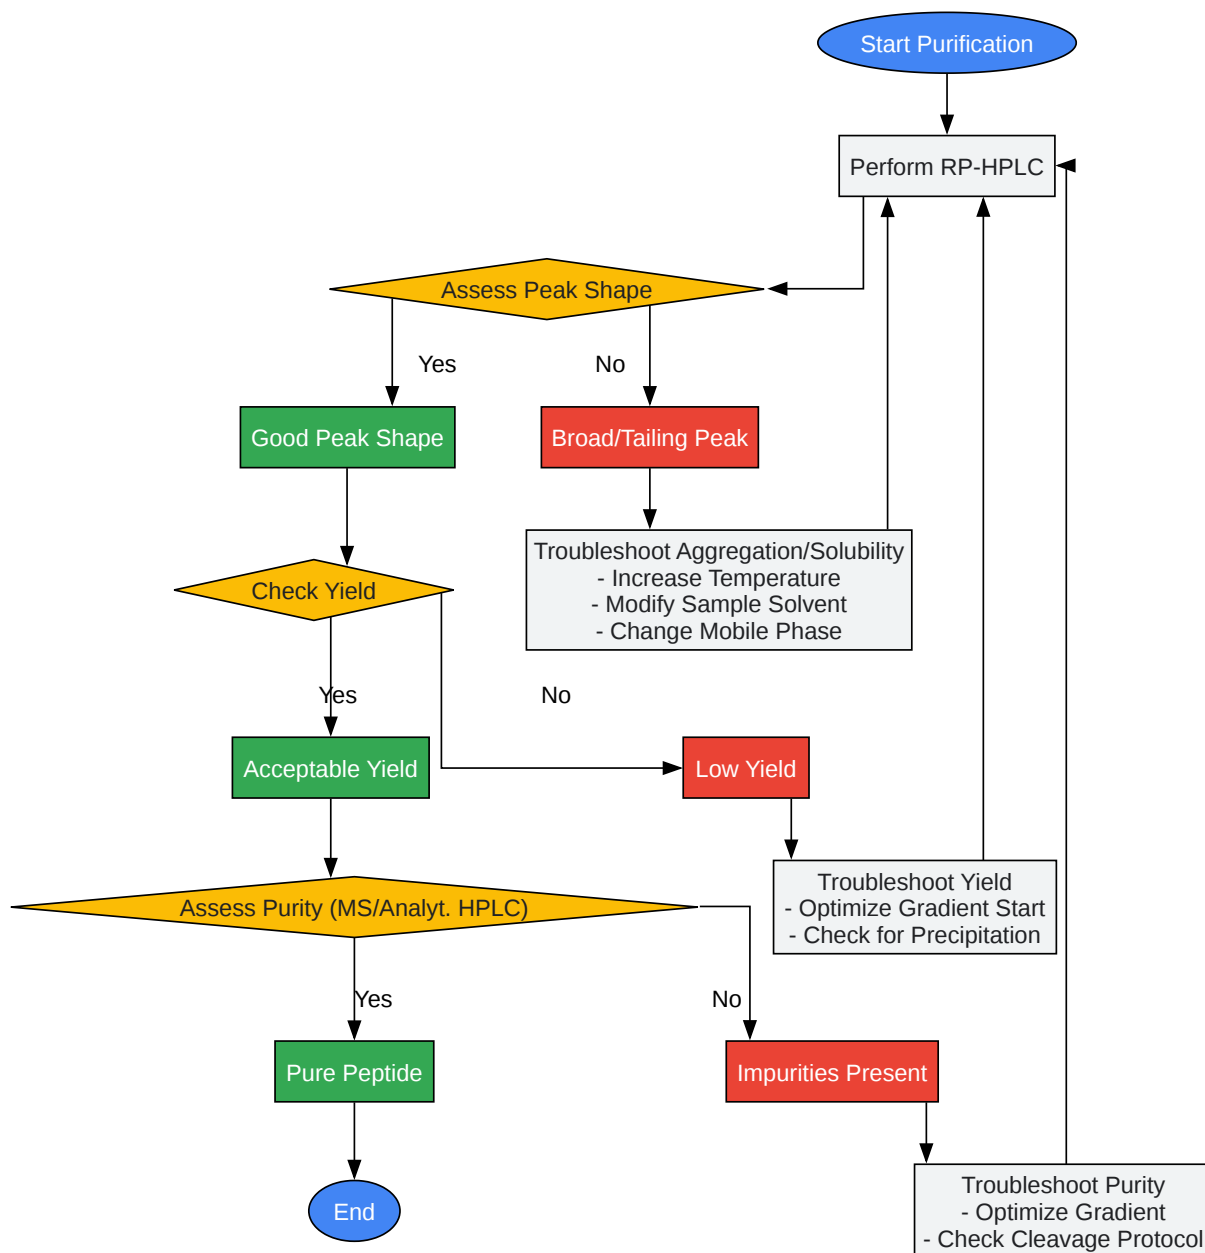 Start Purification
Perform RP-HPLC
Assess Peak Shape
Yes
No
Good Peak Shape
Broad/Tailing Peak
Troubleshoot Aggregation/Solubility
- Increase Temperature
- Modify Sample Solvent
- Change Mobile Phase
Check Yield
Yes
No
Acceptable Yield
Low Yield
Troubleshoot Yield
- Optimize Gradient Start
- Check for Precipitation
Assess Purity (MS/Analyt. HPLC)
Yes
No
Pure Peptide
Impurities Present
Troubleshoot Purity
- Optimize Gradient
- Check Cleavage Protocol
End